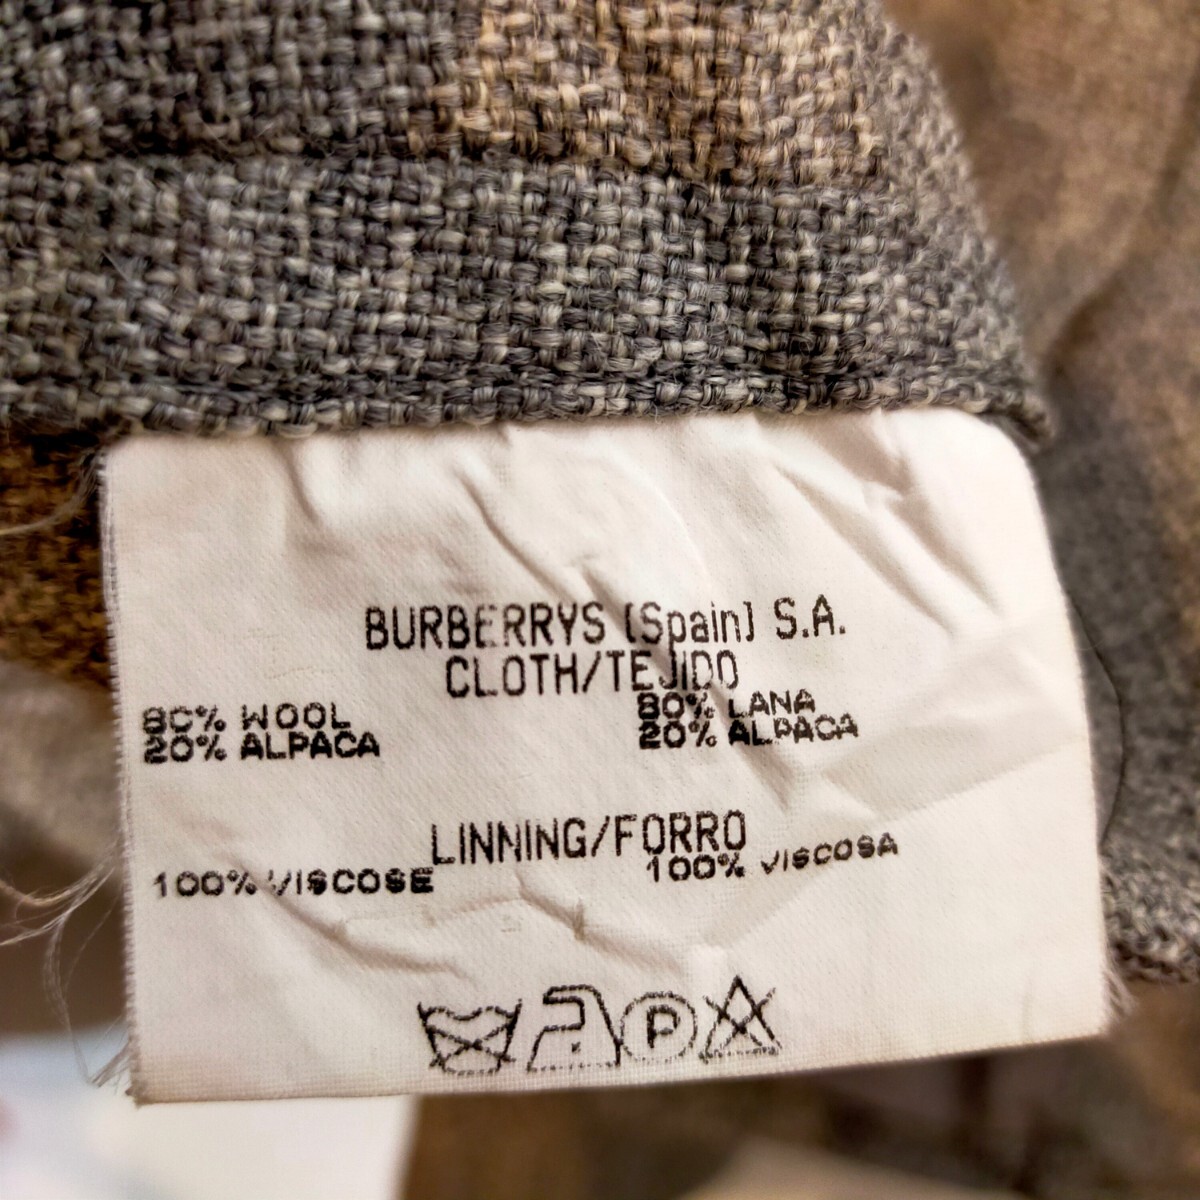 BURBERRYS (Spain) S.A.
CLOTH/TEJIDO
80% WOOL 80% LANA
20% ALPACA 20% ALPACA
LINNING/FORRO
100% VISCOSE 100% VISCOSA
P